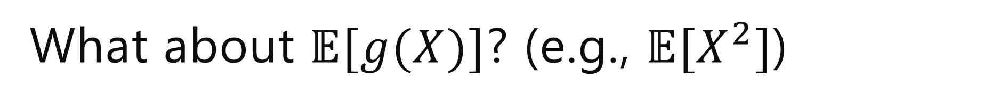 What about 𝔼[g(X)]? (e.g., 𝔼[X²])